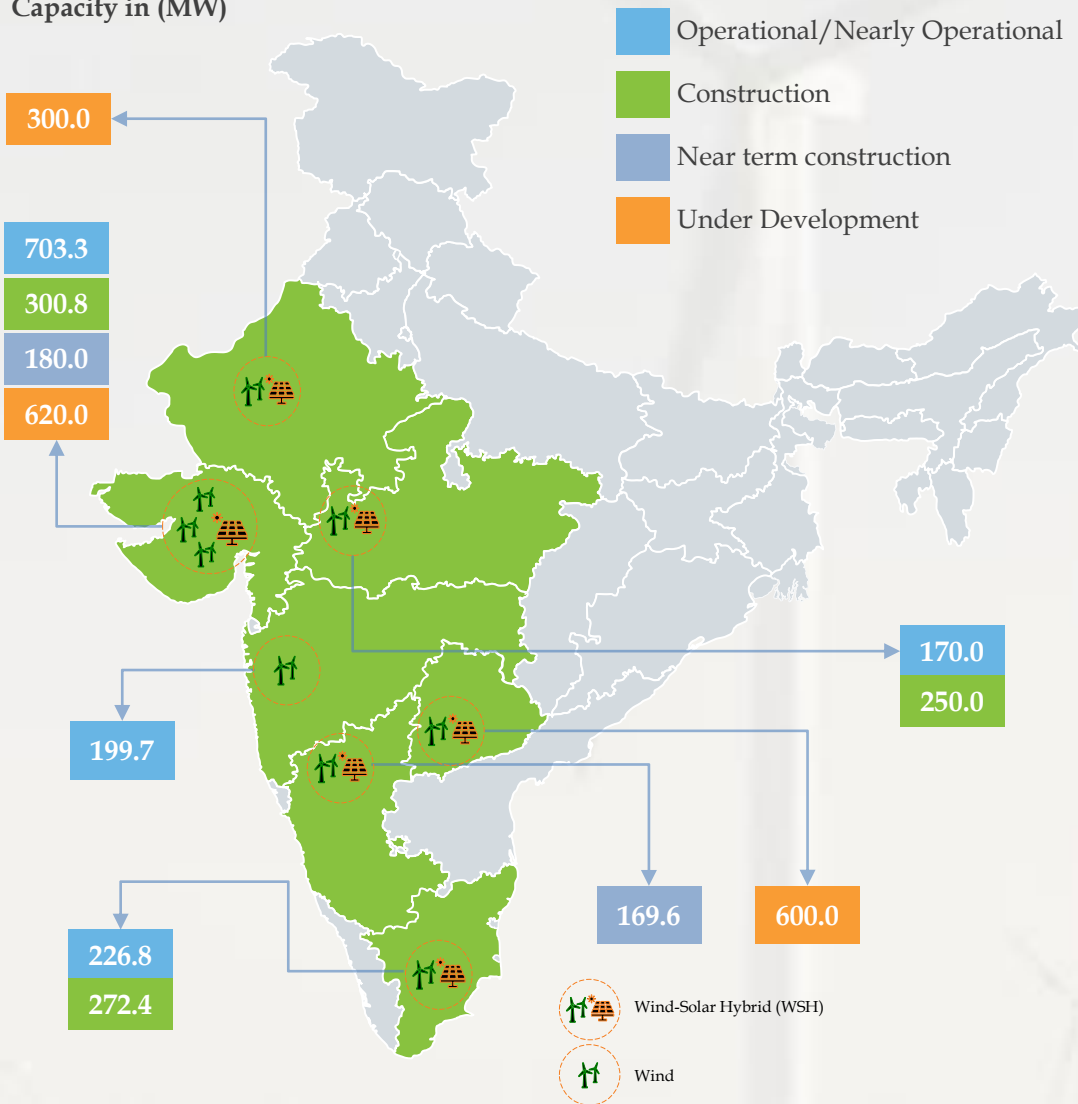 Capacity in (MW)
Operational/Nearly Operational
Construction
Near term construction
Under Development
300.0
703.3
300.8
180.0
620.0
170.0
250.0
199.7
169.6
600.0
226.8
272.4
Wind-Solar Hybrid (WSH)
Wind